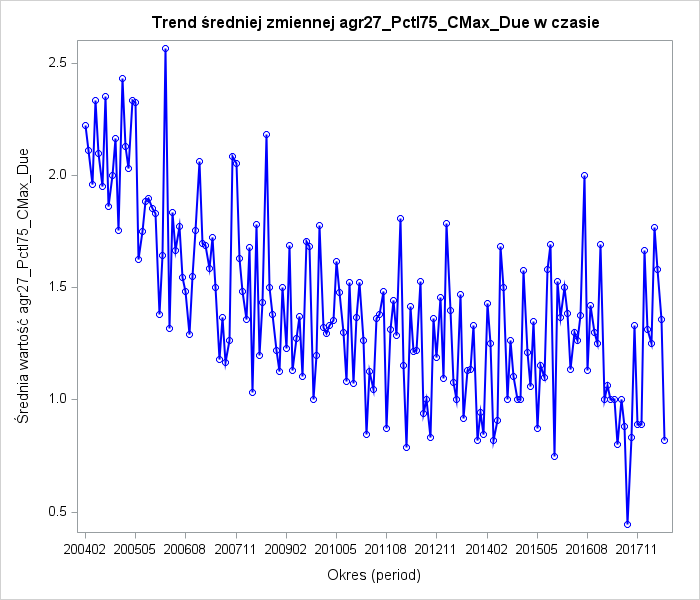 Trend średniej zmiennej agr27_Pctl75_CMax_Due w czasie
Średnia wartość agr27_Pctl75_CMax_Due
2.5
2.0
1.5
1.0
0.5
200402 200505 200608 200711 200902 201005 201108 201211 201402 201505 201608 201711
Okres (period)